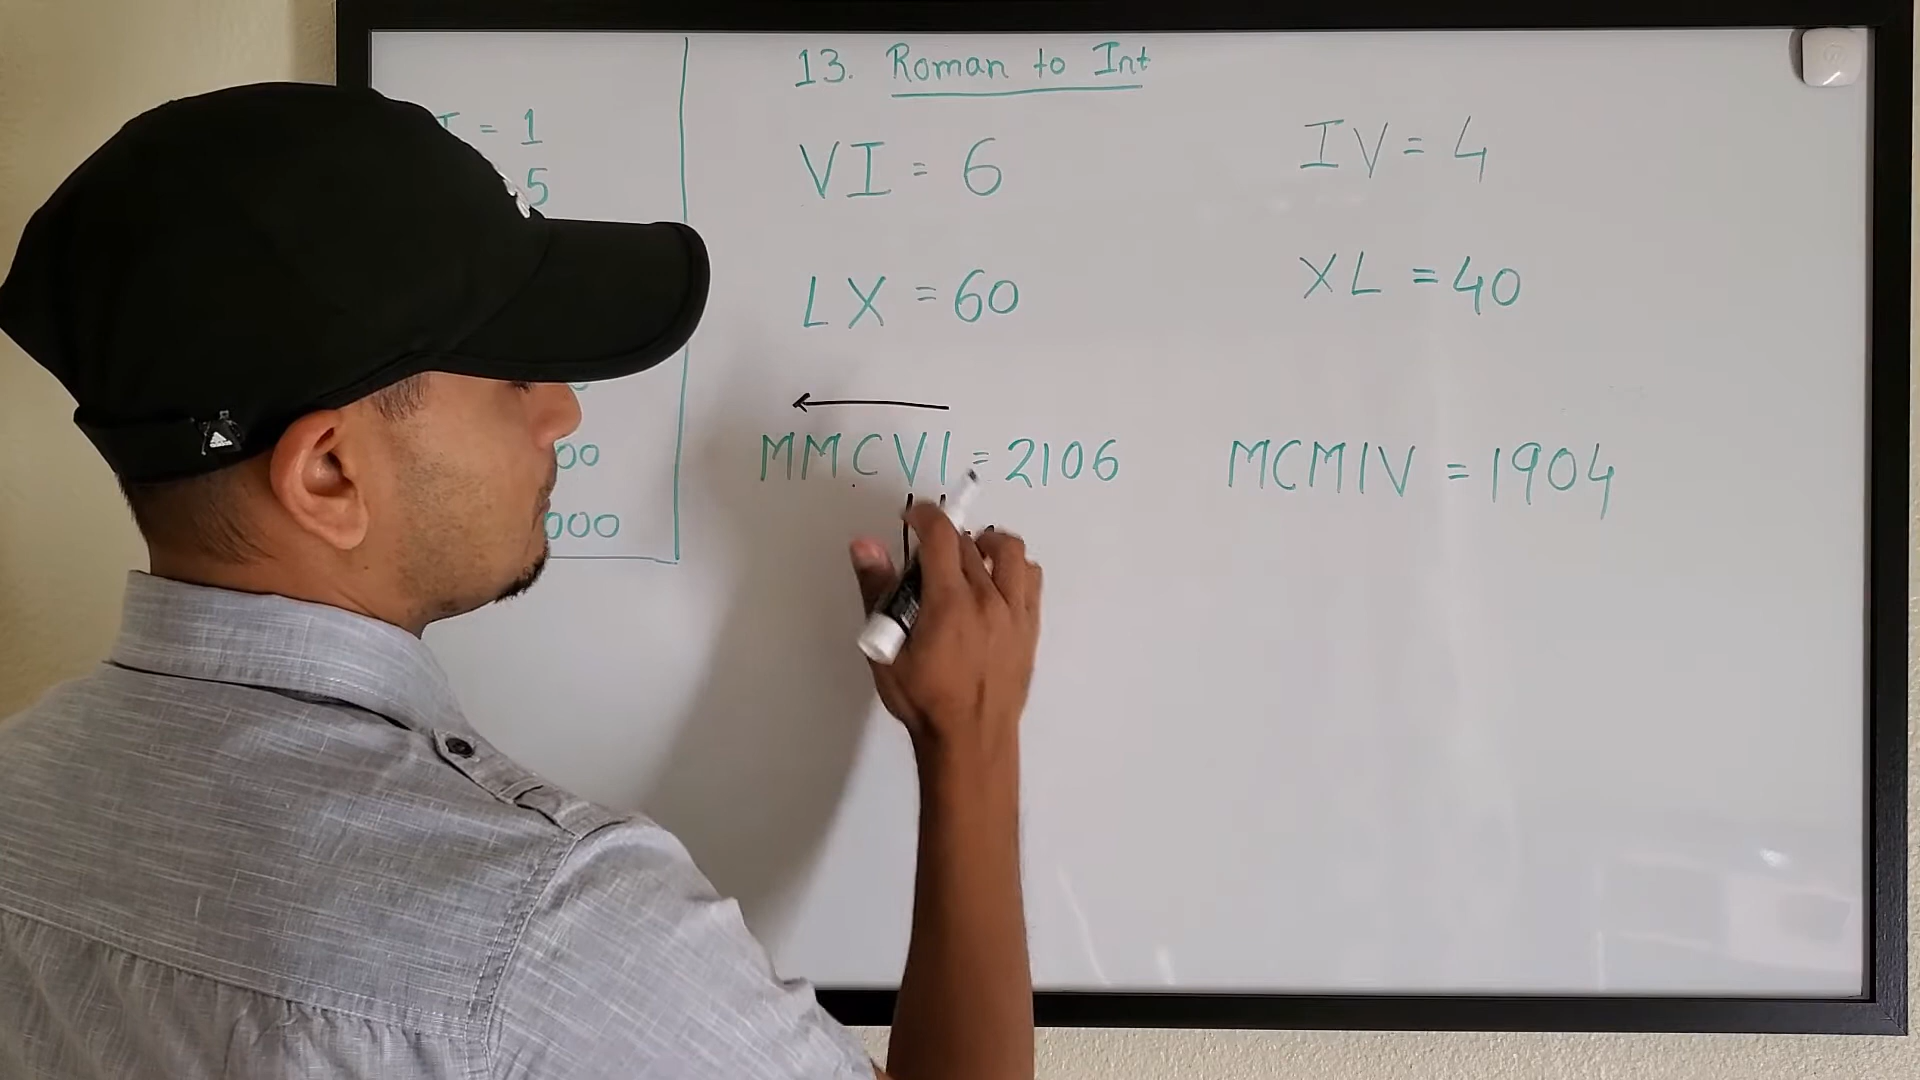 13. Roman to Int
I = 1
5
00
000
VI = 6
LX = 60
MMCVI = 2106
IV = 4
XL = 40
MCMIV = 1904